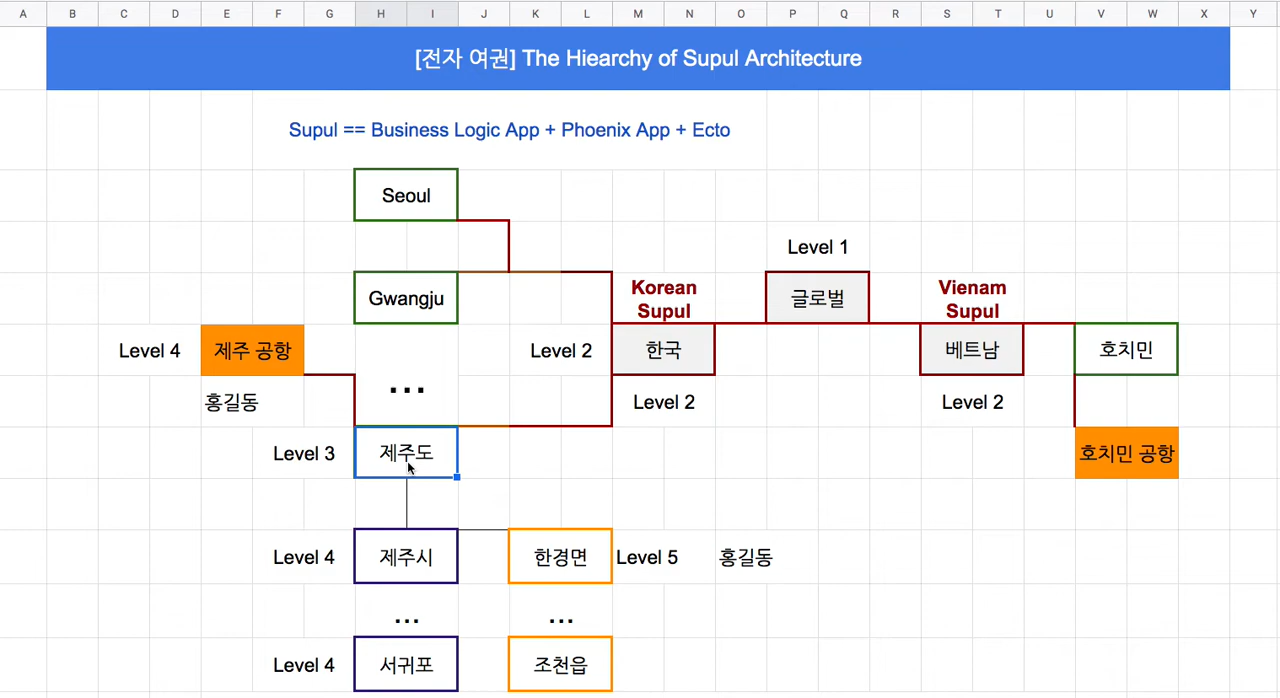 A B C D E F G H I J K L M N O P Q R S T U V W X Y
[전자 여권] The Hiearchy of Supul Architecture
Supul == Business Logic App + Phoenix App + Ecto
Seoul
Level 1
Gwangju
Korean
Supul
글로벌
Vienam
Supul
Level 4 제주 공항
...
Level 2 한국
베트남
호치민
홍길동
Level 2
Level 2
Level 3 제주도
호치민 공항
Level 4 제주시
한경면 Level 5 홍길동
... ...
Level 4 서귀포
조천읍